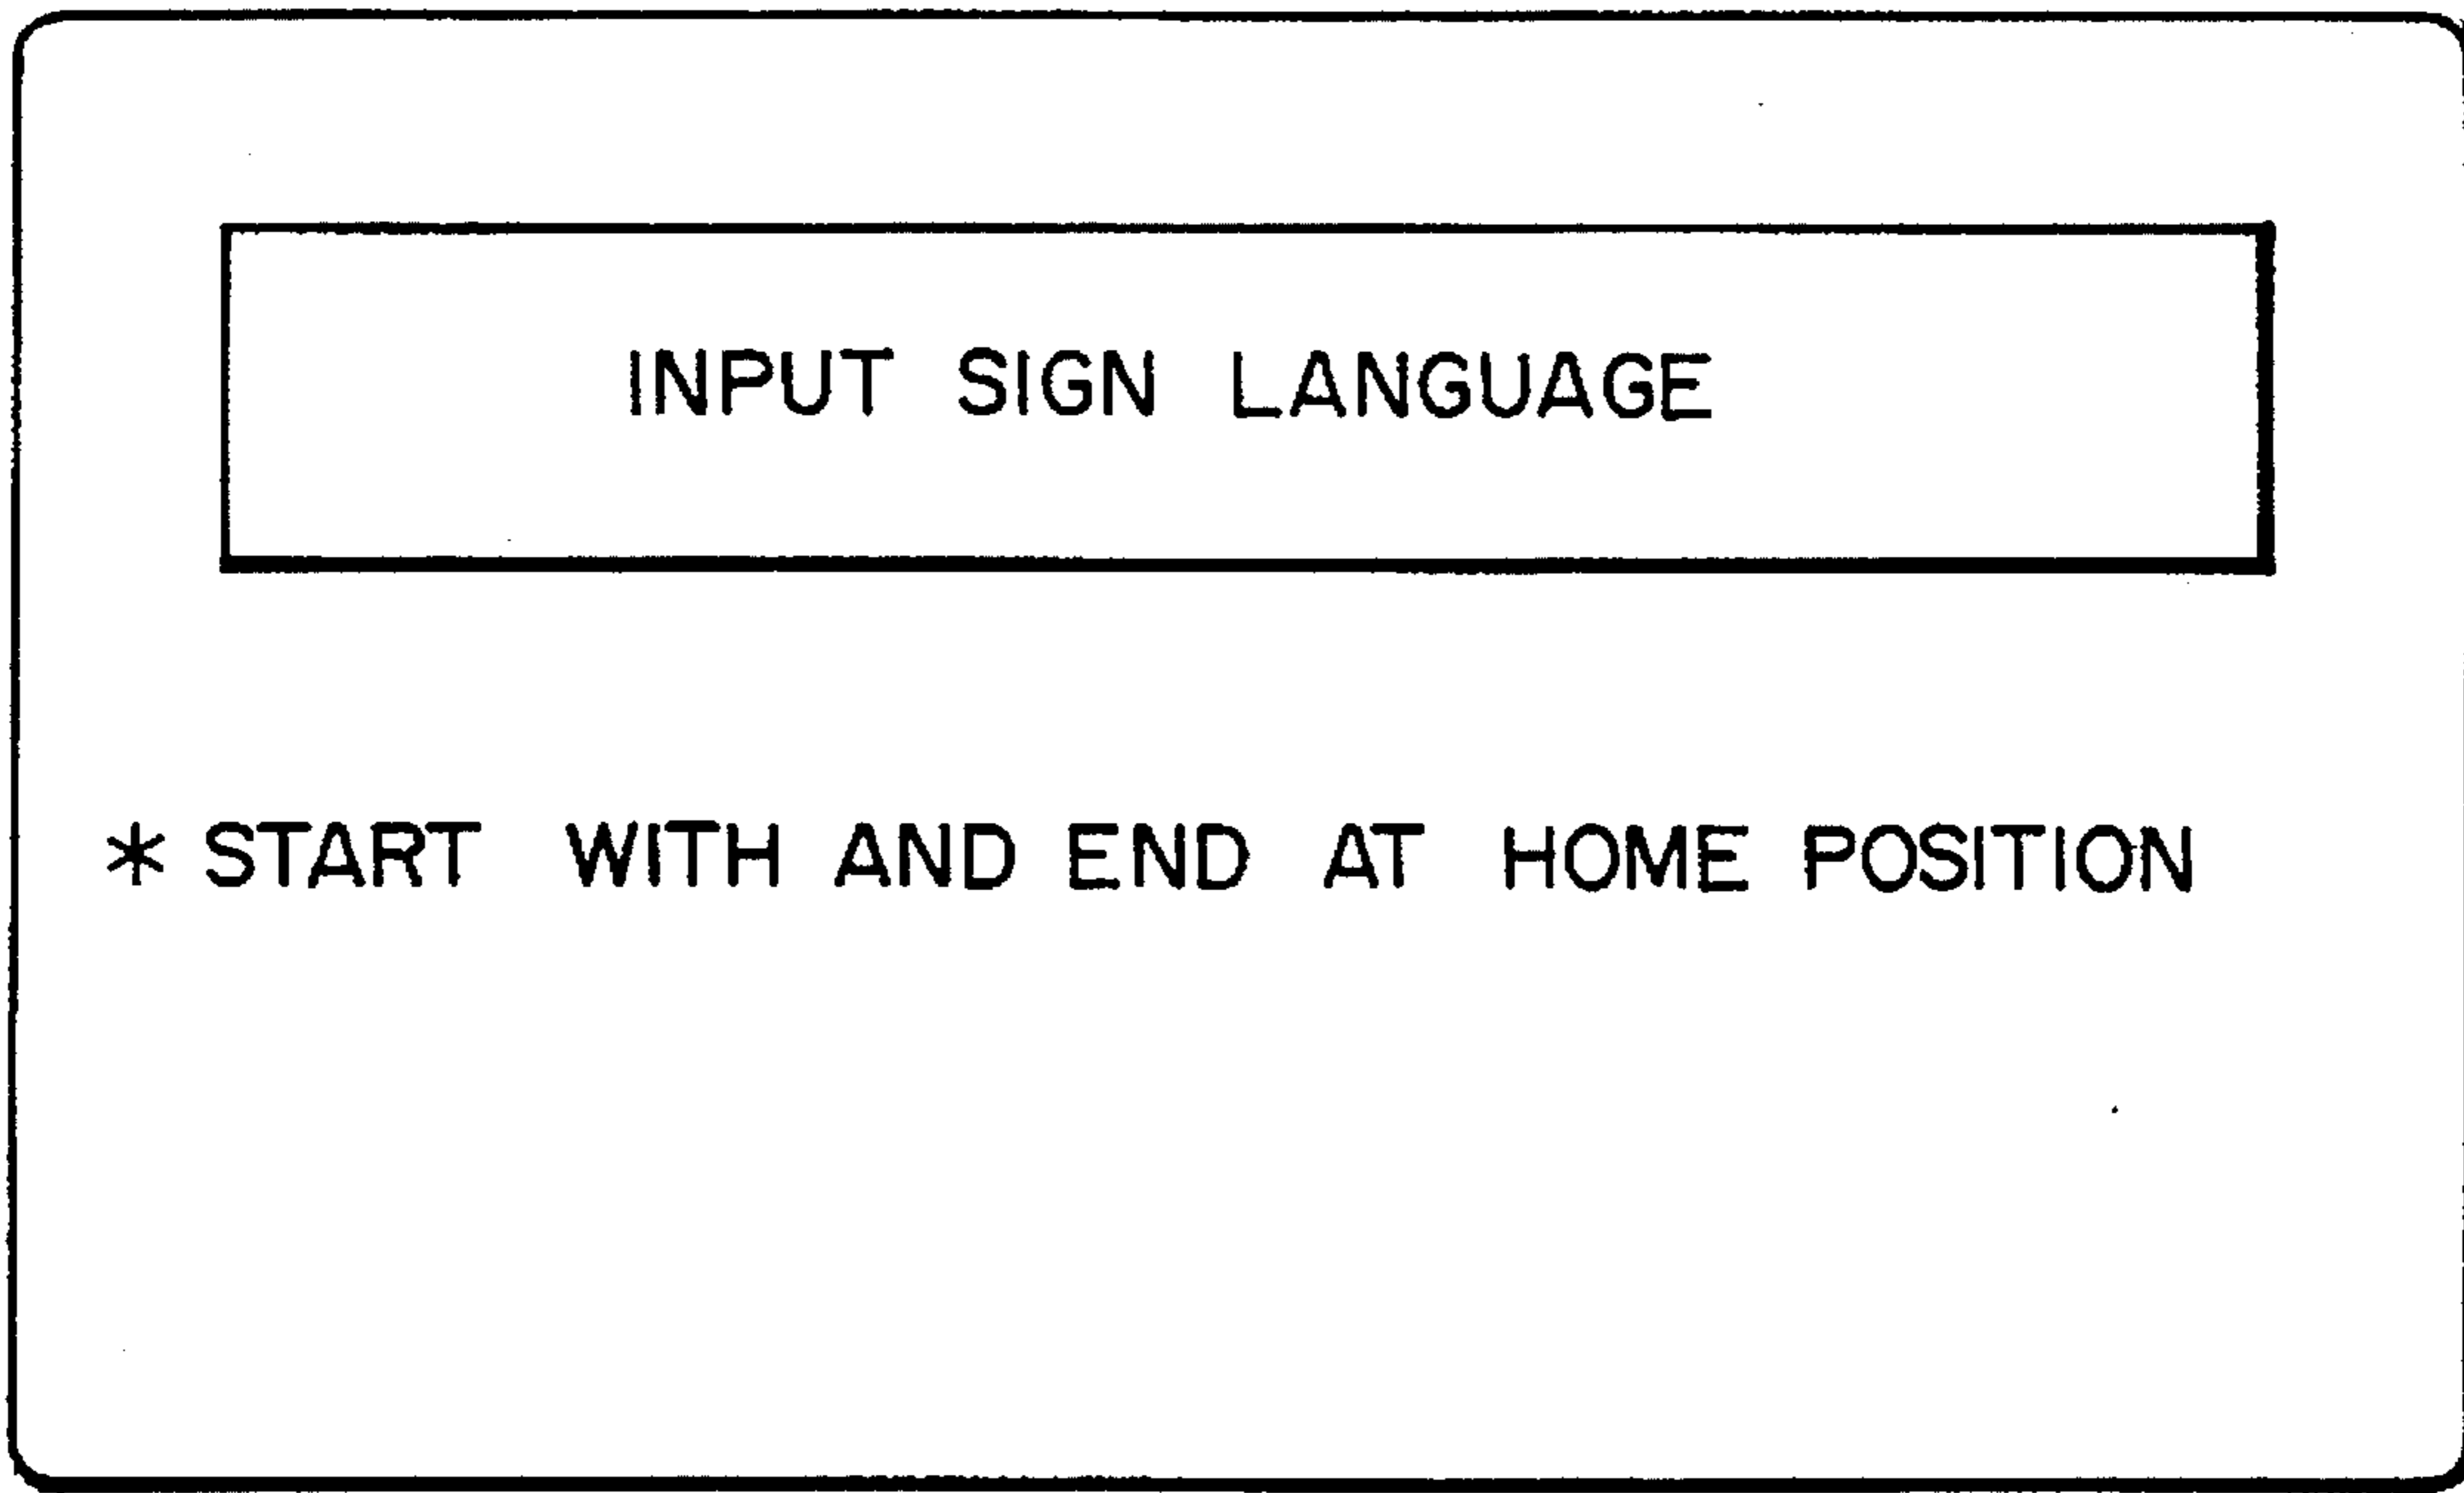 INPUT SIGN LANGUAGE
* START WITH AND END AT HOME POSITION